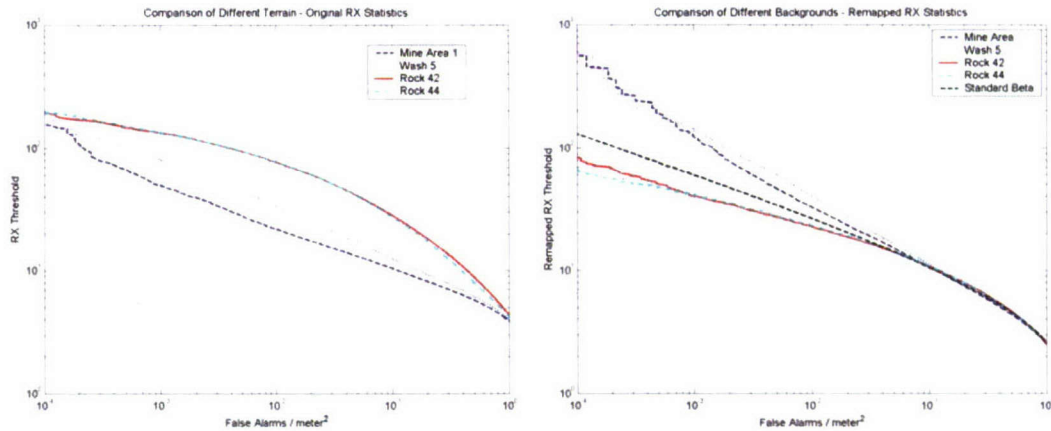 Comparison of Different Terrain - Original RX Statistics
Mine Area 1
Wash 5
Rock 42
Rock 44
RX Threshold
False Alarms / meter²
Comparison of Different Backgrounds - Remapped RX Statistics
Mine Area
Wash 5
Rock 42
Rock 44
Standard Beta
Remapped RX Threshold
False Alarms / meter²